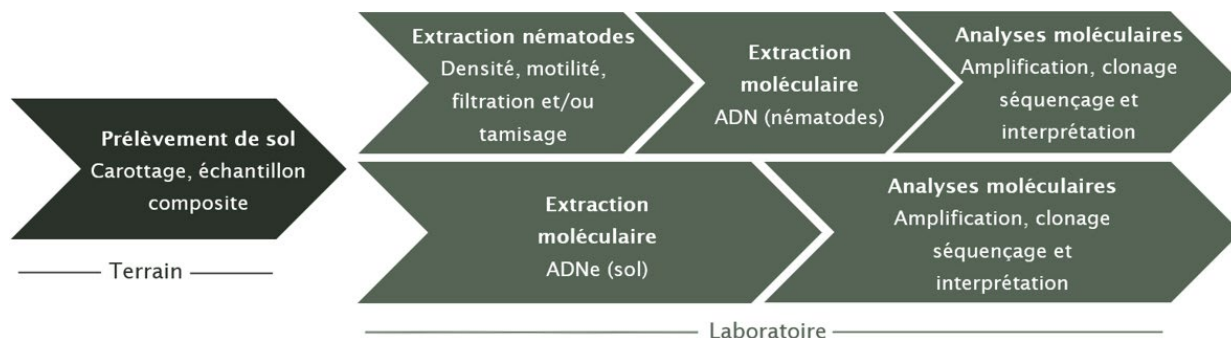 Prélèvement de sol
Carottage, échantillon
composite
Terrain
Extraction nématodes
Densité, motilité,
filtration et/ou
tamisage
Extraction
moléculaire
ADN (nématodes)
Analyses moléculaires
Amplification, clonage
séquençage et
interprétation
Extraction
moléculaire
ADNe (sol)
Analyses moléculaires
Amplification, clonage
séquençage et
interprétation
Laboratoire